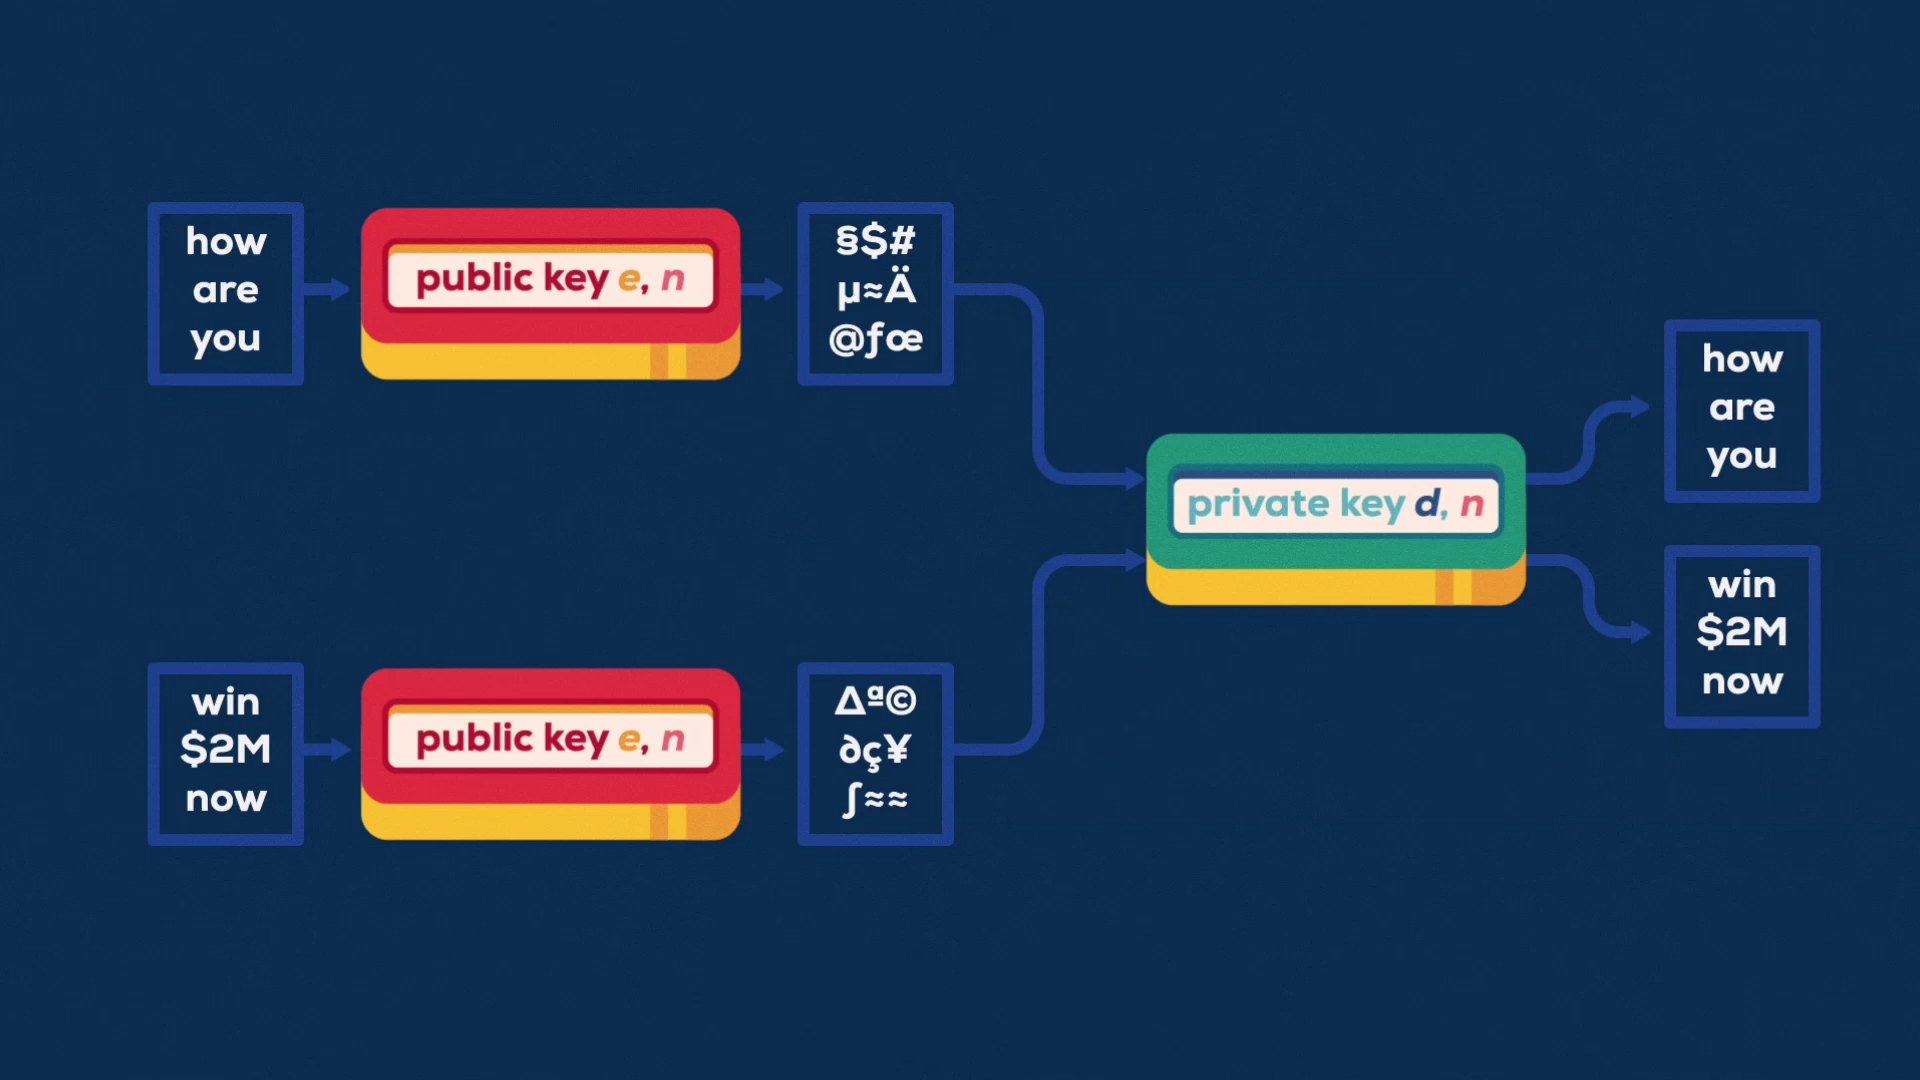 how
are
you
public key e, n
§$#
µ≈Ä
@ƒœ
win
$2M
now
public key e, n
∆ª©
∂ç¥
∫≈≈
private key d, n
how
are
you
win
$2M
now